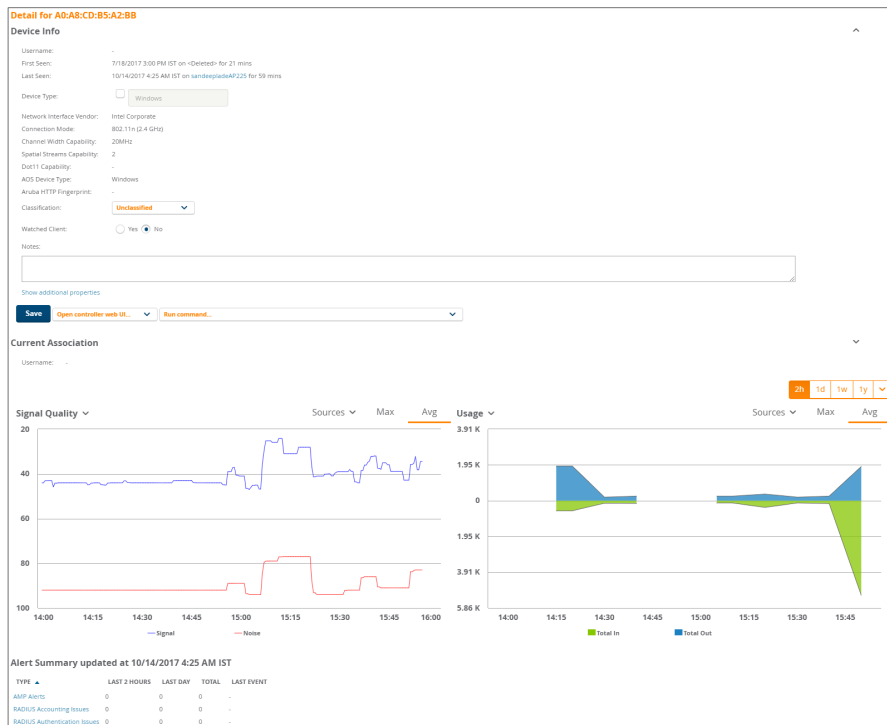 Detail for A0:A8:CD:B5:A2:BB
Device Info
Username: -
First Seen: 7/18/2017 3:00 PM IST on <Deleted> for 21 mins
Last Seen: 10/14/2017 4:25 AM IST on sandeepladeAP225 for 59 mins
Device Type: Windows
Network Interface Vendor: Intel Corporate
Connection Mode: 802.11n (2.4 GHz)
Channel Width Capability: 20MHz
Spatial Streams Capability: 2
Dot11 Capability: -
AOS Device Type: Windows
Aruba HTTP Fingerprint: -
Classification: Unclassified
Watched Client: Yes No
Notes:
Show additional properties
Save Open controller web UI... Run command...
Current Association
Username: -
2h 1d 1w 1y
Signal Quality Sources Max Avg
20
40
60
80
100
14:00 14:15 14:30 14:45 15:00 15:15 15:30 15:45 16:00
Signal Noise
Usage Sources Max Avg
3.91 K
1.95 K
0
1.95 K
3.91 K
5.86 K
14:00 14:15 14:30 14:45 15:00 15:15 15:30 15:45
Total In Total Out
Alert Summary updated at 10/14/2017 4:25 AM IST
TYPE LAST 2 HOURS LAST DAY TOTAL LAST EVENT
AMP Alerts 0 0 0 -
RADIUS Accounting Issues 0 0 0 -
RADIUS Authentication Issues 0 0 0 -